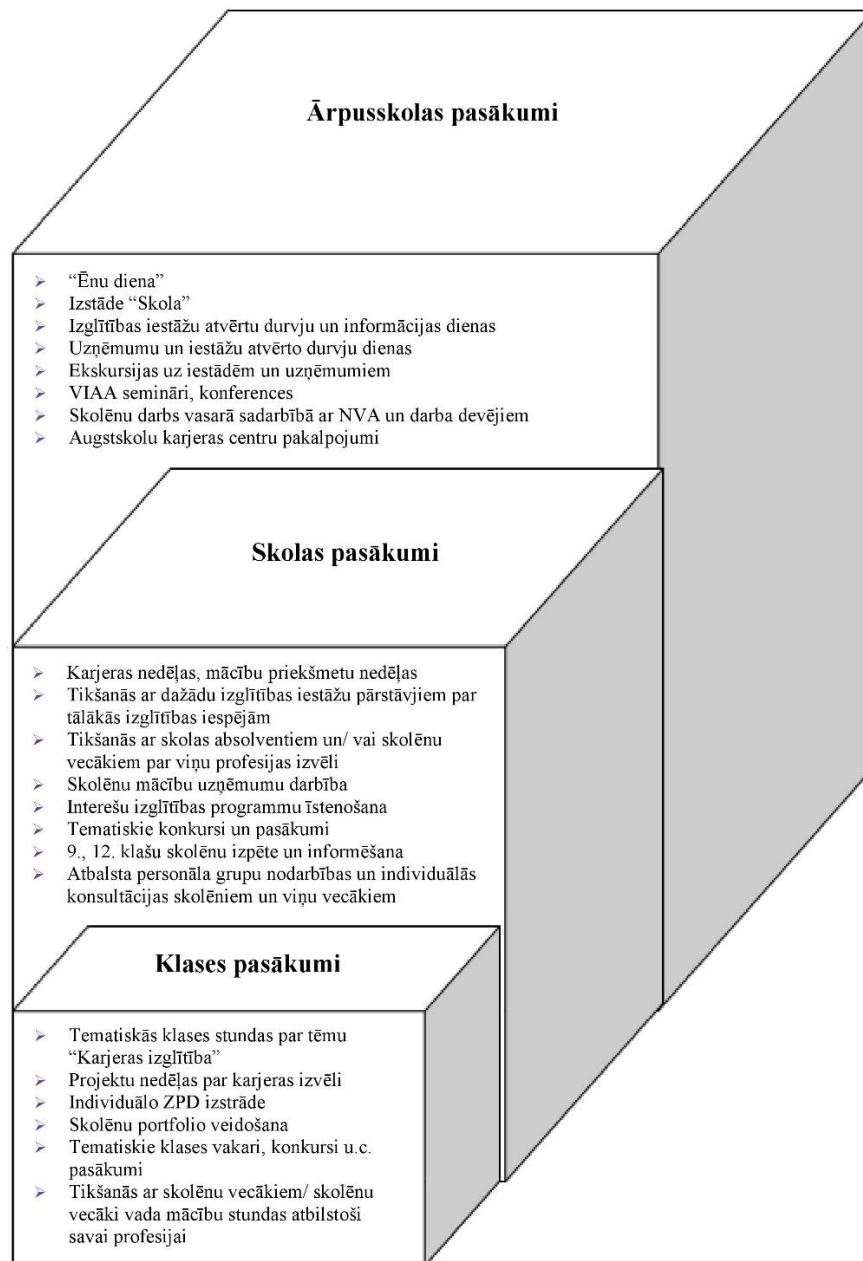 Ārpusskolas pasākumi
➢ “Ēnu diena”
➢ Izstāde “Skola”
➢ Izglītības iestāžu atvērtu durvju un informācijas dienas
➢ Uzņēmumu un iestāžu atvērto durvju dienas
➢ Ekskursijas uz iestādēm un uzņēmumiem
➢ VIAA semināri, konferences
➢ Skolēnu darbs vasarā sadarbībā ar NVA un darba devējiem
➢ Augstskolu karjeras centru pakalpojumi
Skolas pasākumi
➢ Karjeras nedēļas, mācību priekšmetu nedēļas
➢ Tikšanās ar dažādu izglītības iestāžu pārstāvjiem par
tālākās izglītības iespējām
➢ Tikšanās ar skolas absolventiem un/ vai skolēnu
vecākiem par viņu profesijas izvēli
➢ Skolēnu mācību uzņēmumu darbība
➢ Interešu izglītības programmu īstenošana
➢ Tematiskie konkursi un pasākumi
➢ 9., 12. klašu skolēnu izpēte un informēšana
➢ Atbalsta personāla grupu nodarbības un individuālās
konsultācijas skolēniem un viņu vecākiem
Klases pasākumi
➢ Tematiskās klases stundas par tēmu
“Karjeras izglītība”
➢ Projektu nedēļas par karjeras izvēli
➢ Individuālo ZPD izstrāde
➢ Skolēnu portfolio veidošana
➢ Tematiskie klases vakari, konkursi u.c.
pasākumi
➢ Tikšanās ar skolēnu vecākiem/ skolēnu
vecāki vada mācību stundas atbilstoši
savai profesijai